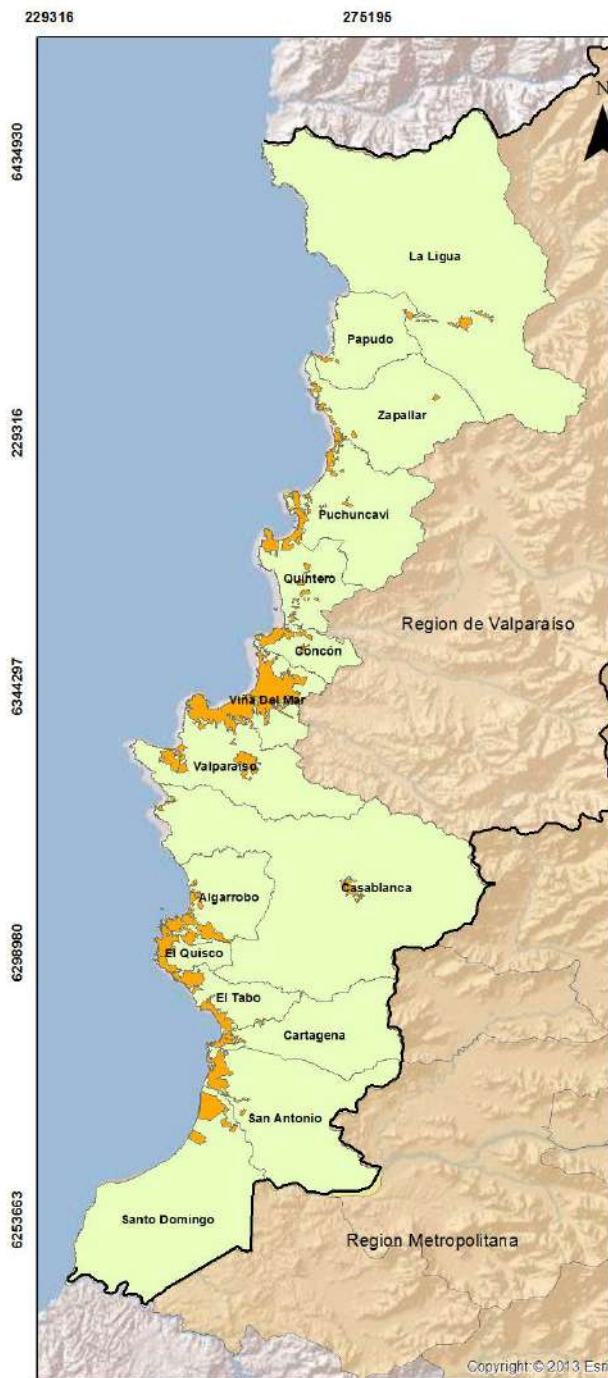 229316 275195
6434930
N
La Ligua
Papudo
Zapallar
229316
Puchuncavi
Quintero
Region de Valparaiso
Concón
6344297
Viña Del Mar
Valparaiso
Casablanca
Algarrobo
6298980
El Quisco
El Tabo
Cartagena
San Antonio
6253663
Santo Domingo
Region Metropolitana
Copyright:© 2013 Esri